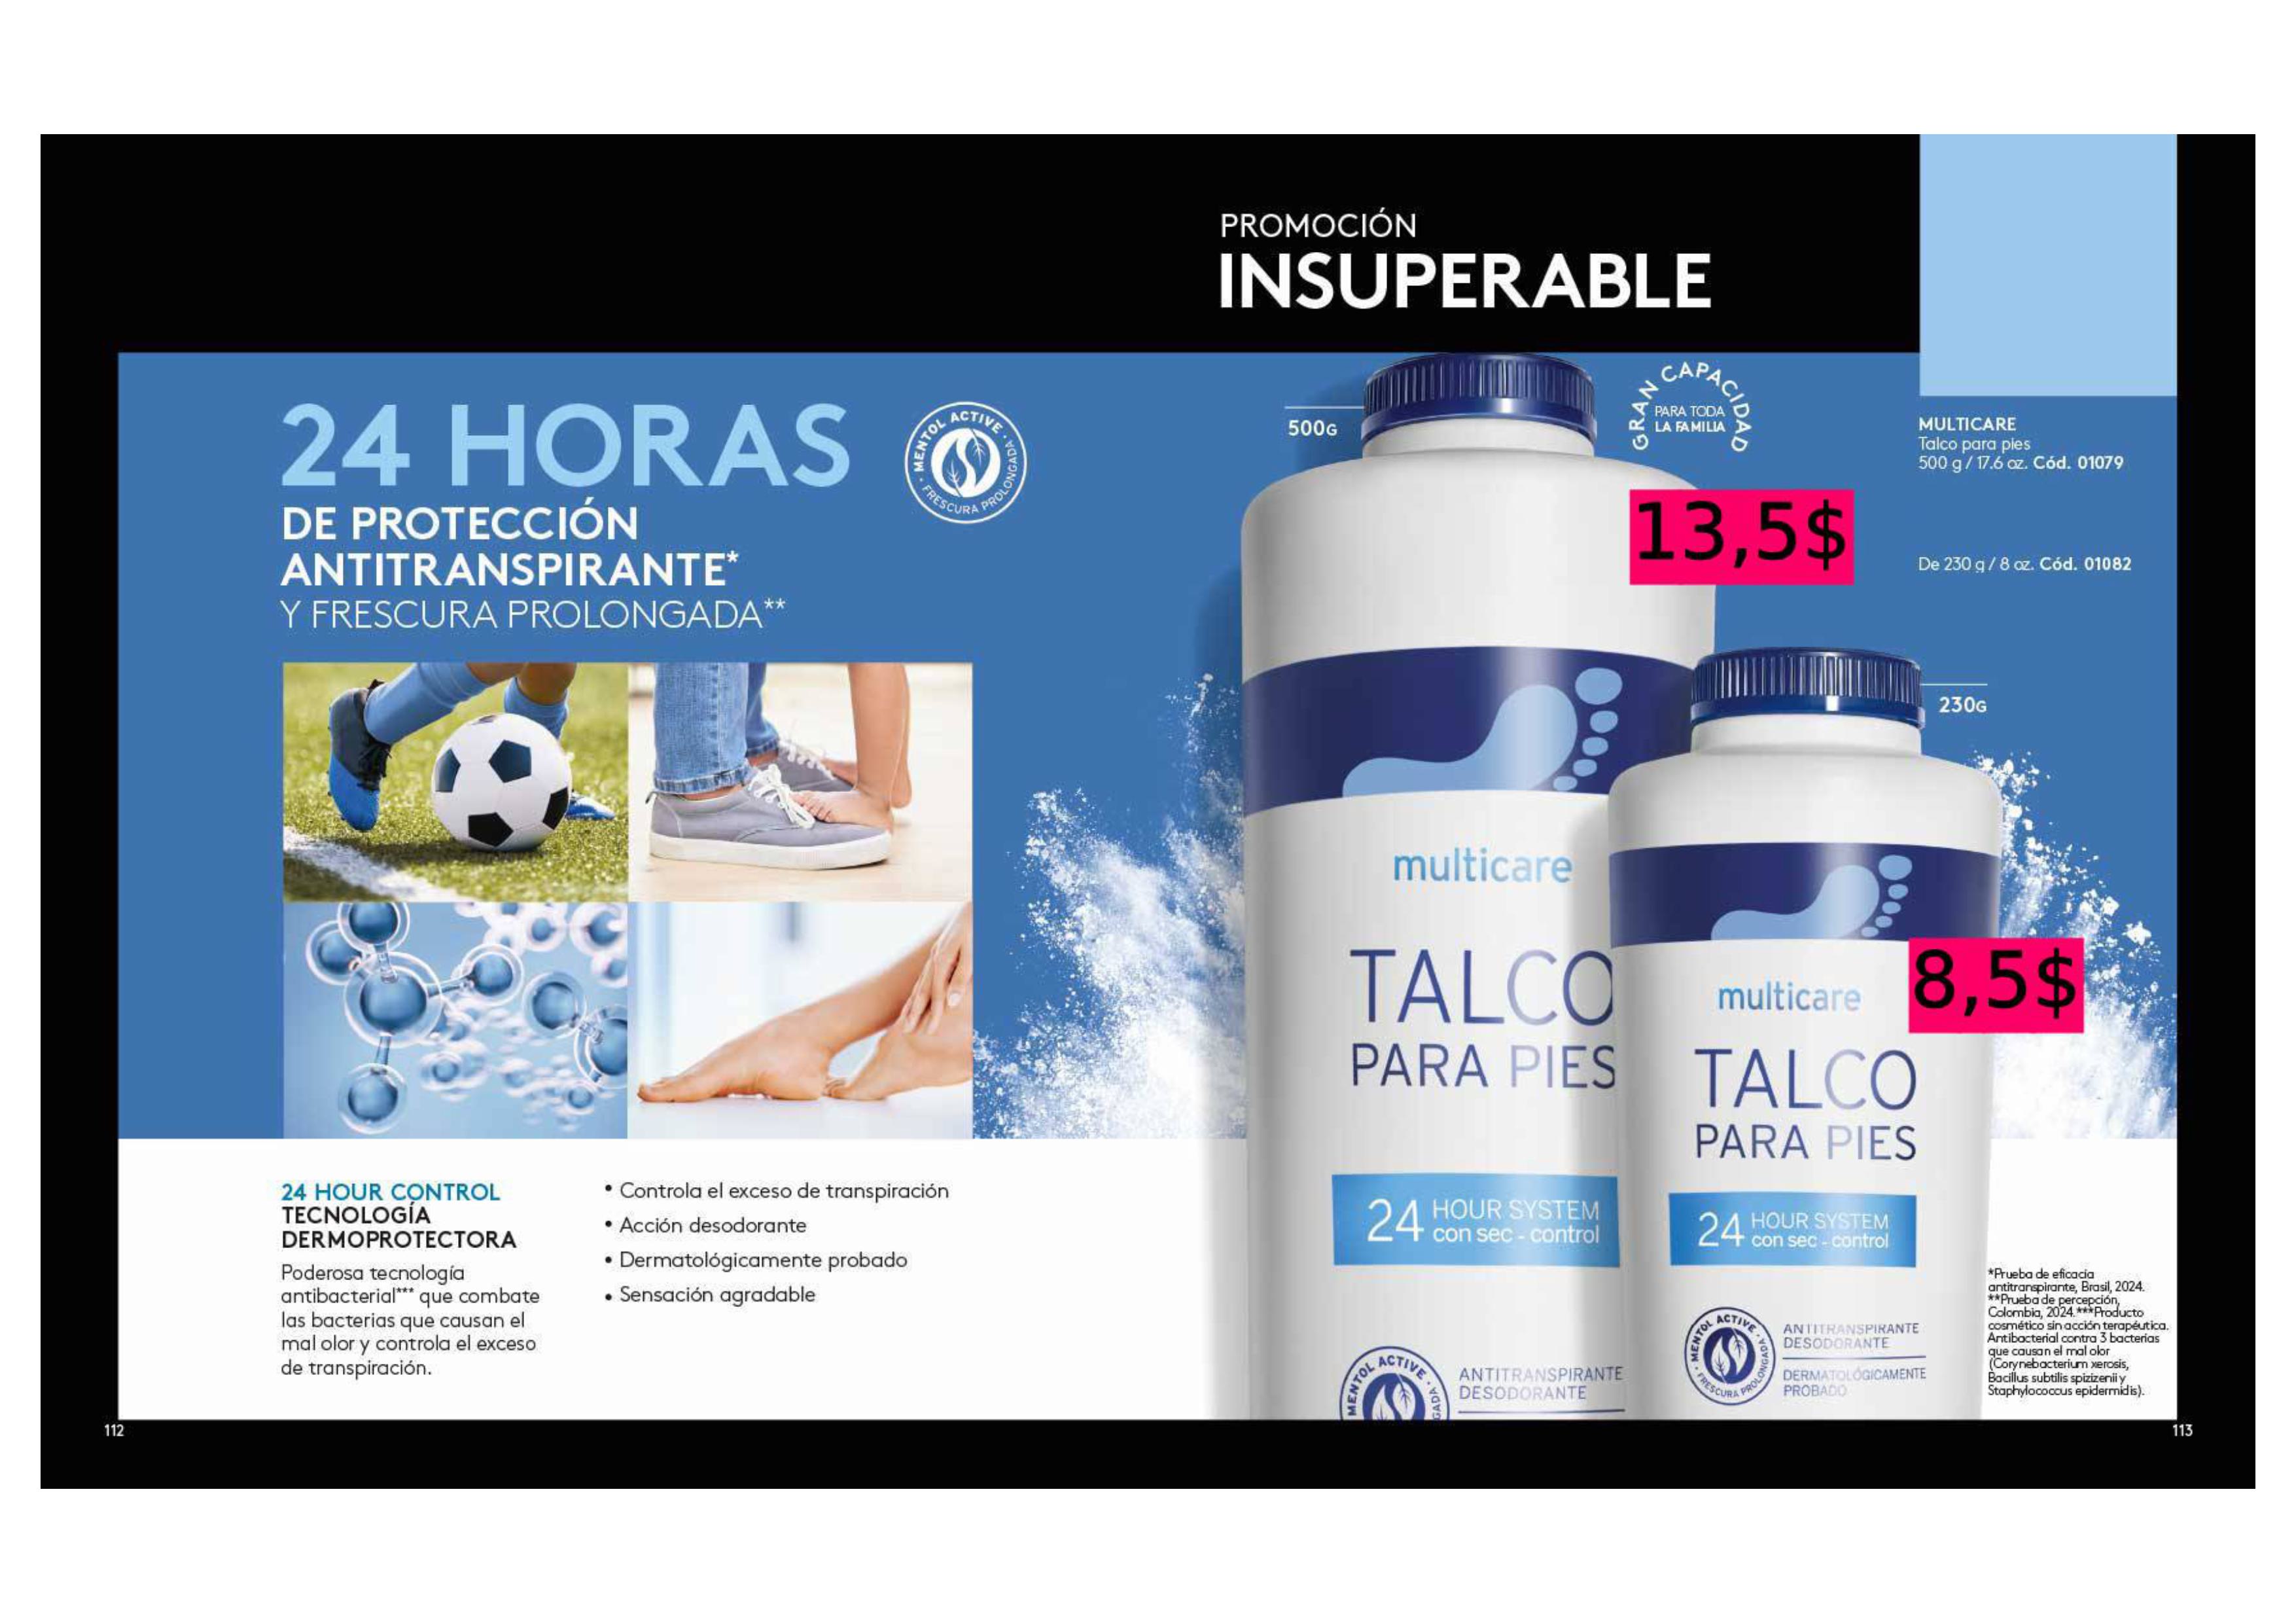 PROMOCIÓN
INSUPERABLE
24 HORAS
DE PROTECCIÓN
ANTITRANSPIRANTE*
Y FRESCURA PROLONGADA**
MENTOL ACTIVE • FRESCURA PROLONGADA •
24 HOUR CONTROL
TECNOLOGÍA
DERMOPROTECTORA
Poderosa tecnología
antibacterial*** que combate
las bacterias que causan el
mal olor y controla el exceso
de transpiración.
• Controla el exceso de transpiración
• Acción desodorante
• Dermatológicamente probado
• Sensación agradable
112
500G
GRAN CAPACIDAD
PARA TODA
LA FAMILIA
MULTICARE
Talco para pies
500 g / 17.6 oz. Cód. 01079
13,5$
De 230 g / 8 oz. Cód. 01082
230G
multicare
TALCO
PARA PIES
24 HOUR SYSTEM
con sec - control
MENTOL ACTIVE •
GADA •
ANTITRANSPIRANTE
DESODORANTE
8,5$
multicare
TALCO
PARA PIES
24 HOUR SYSTEM
con sec - control
MENTOL ACTIVE • FRESCURA PROLONGADA •
ANTITRANSPIRANTE
DESODORANTE
DERMATOLÓGICAMENTE
PROBADO
*Prueba de eficacia
antitranspirante, Brasil, 2024.
**Prueba de percepción,
Colombia, 2024.***Producto
cosmético sin acción terapéutica.
Antibacterial contra 3 bacterias
que causan el mal olor
(Corynebacterium xerosis,
Bacillus subtilis spizizenii y
Staphylococcus epidermidis).
113